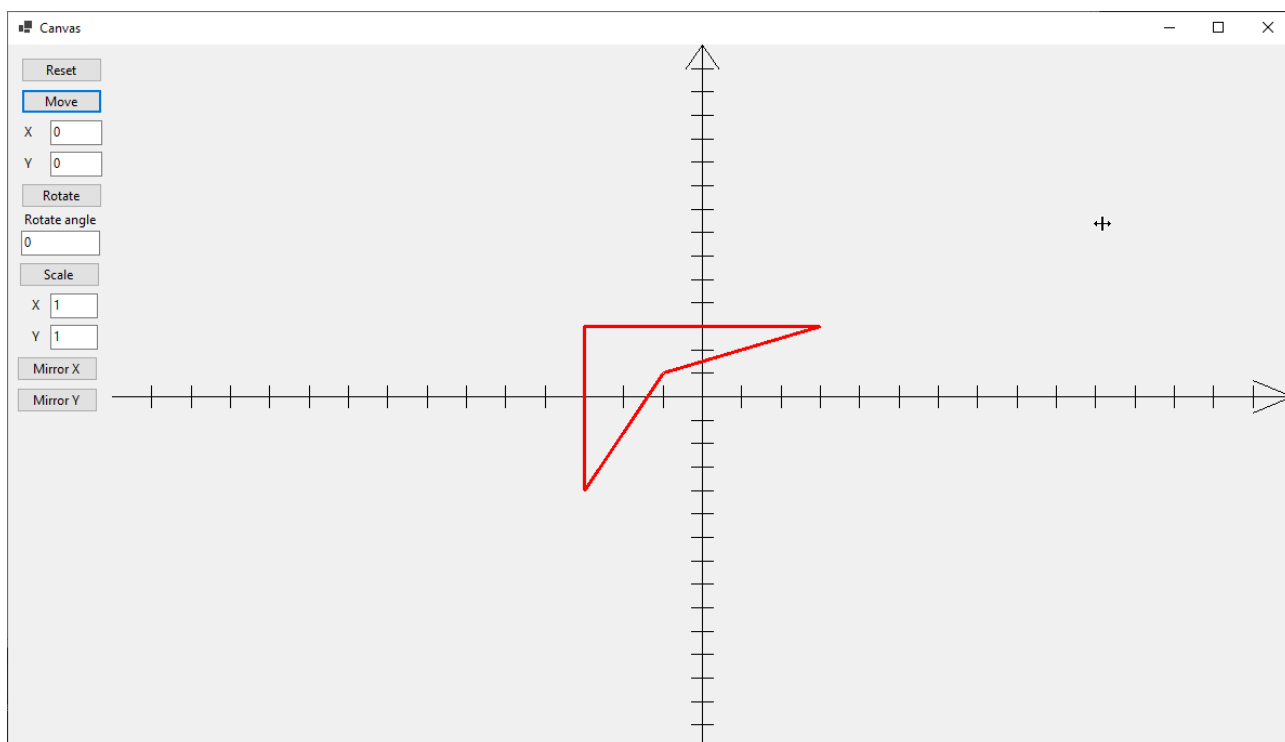 Canvas
Reset
Move
X 0
Y 0
Rotate
Rotate angle
0
Scale
X 1
Y 1
Mirror X
Mirror Y